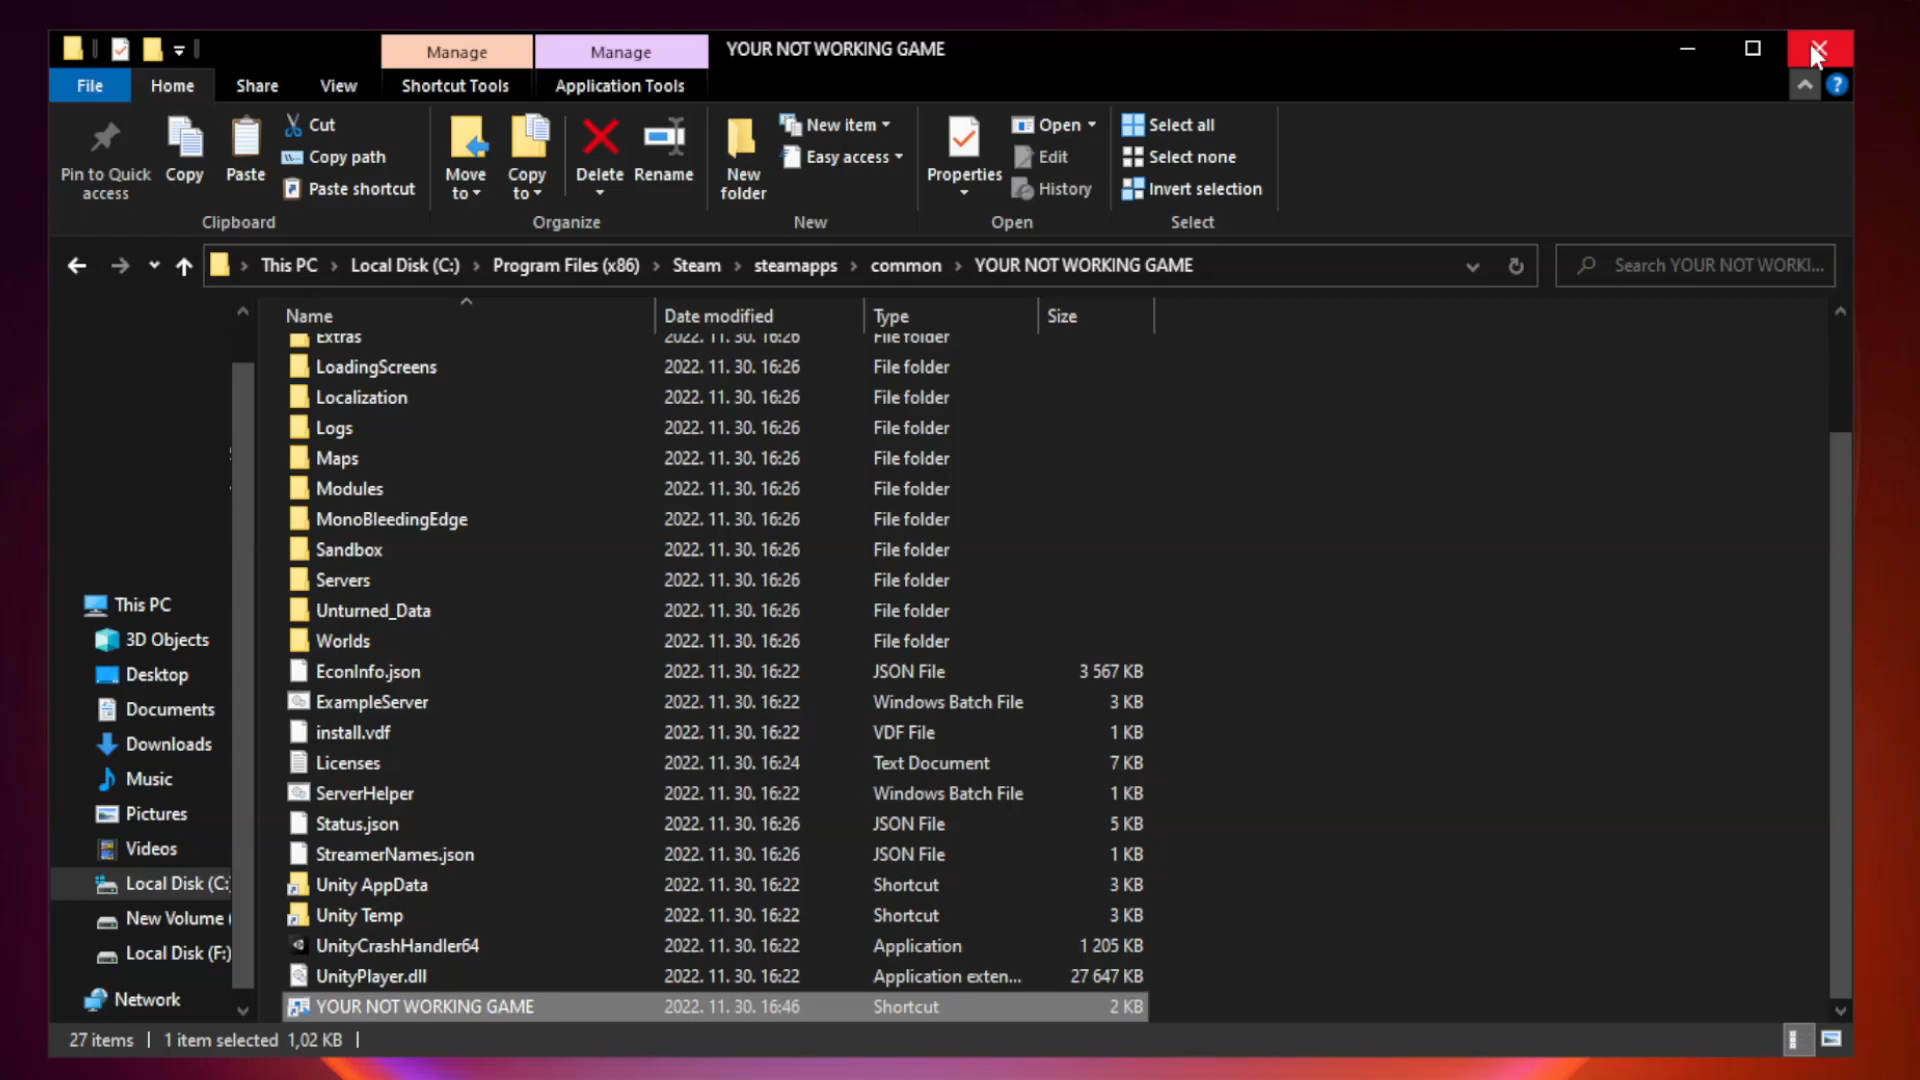 Manage Manage YOUR NOT WORKING GAME
File Home Share View Shortcut Tools Application Tools
Pin to Quick access
Copy
Paste
Cut
Copy path
Paste shortcut
Move to
Copy to
Delete
Rename
New folder
New item
Easy access
Properties
Open
Edit
History
Select all
Select none
Invert selection
Clipboard Organize New Open Select
This PC Local Disk (C:) Program Files (x86) Steam steamapps common YOUR NOT WORKING GAME Search YOUR NOT WORKI...
Name Date modified Type Size
Extras 2022. 11. 30. 16:26 File folder
LoadingScreens 2022. 11. 30. 16:26 File folder
Localization 2022. 11. 30. 16:26 File folder
Logs 2022. 11. 30. 16:26 File folder
Maps 2022. 11. 30. 16:26 File folder
Modules 2022. 11. 30. 16:26 File folder
MonoBleedingEdge 2022. 11. 30. 16:26 File folder
Sandbox 2022. 11. 30. 16:26 File folder
Servers 2022. 11. 30. 16:26 File folder
Unturned_Data 2022. 11. 30. 16:26 File folder
Worlds 2022. 11. 30. 16:26 File folder
EconInfo.json 2022. 11. 30. 16:22 JSON File 3 567 KB
ExampleServer 2022. 11. 30. 16:22 Windows Batch File 3 KB
install.vdf 2022. 11. 30. 16:22 VDF File 1 KB
Licenses 2022. 11. 30. 16:24 Text Document 7 KB
ServerHelper 2022. 11. 30. 16:22 Windows Batch File 1 KB
Status.json 2022. 11. 30. 16:26 JSON File 5 KB
StreamerNames.json 2022. 11. 30. 16:26 JSON File 1 KB
Unity AppData 2022. 11. 30. 16:22 Shortcut 3 KB
Unity Temp 2022. 11. 30. 16:22 Shortcut 3 KB
UnityCrashHandler64 2022. 11. 30. 16:22 Application 1 205 KB
UnityPlayer.dll 2022. 11. 30. 16:22 Application exten... 27 647 KB
YOUR NOT WORKING GAME 2022. 11. 30. 16:46 Shortcut 2 KB
This PC
3D Objects
Desktop
Documents
Downloads
Music
Pictures
Videos
Local Disk (C:)
New Volume (
Local Disk (F:)
Network
27 items 1 item selected 1,02 KB